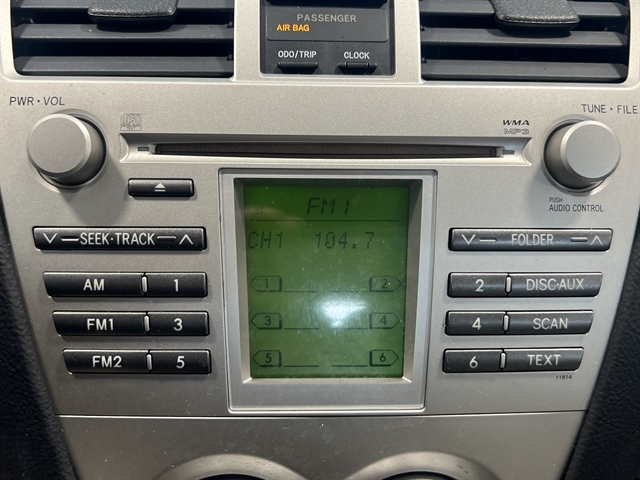 PASSENGER
AIR BAG
ODO/TRIP CLOCK
PWR • VOL
TUNE • FILE
WMA
MP3
PUSH
AUDIO CONTROL
SEEK•TRACK
FOLDER
AM 1
2 DISC•AUX
FM1 3
4 SCAN
FM2 5
6 TEXT
11814
FM1
CH1 104.7
1 2
3 4
5 6